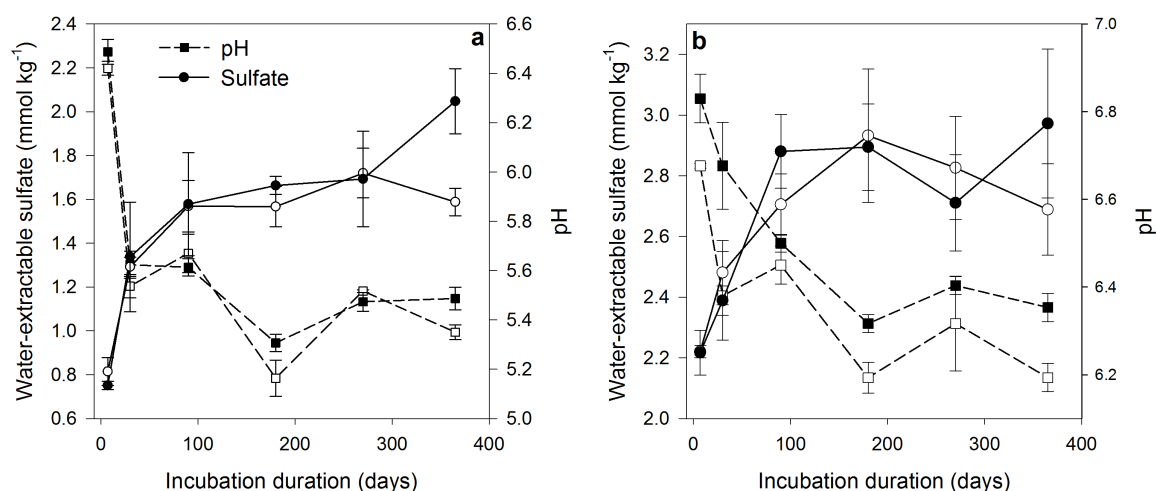 a
pH
Sulfate
2.4
2.2
2.0
1.8
1.6
1.4
1.2
1.0
0.8
0.6
Water-extractable sulfate (mmol kg⁻¹)
6.6
6.4
6.2
6.0
5.8
5.6
5.4
5.2
5.0
pH
0 100 200 300 400
Incubation duration (days)
b
3.2
3.0
2.8
2.6
2.4
2.2
2.0
Water-extractable sulfate (mmol kg⁻¹)
7.0
6.8
6.6
6.4
6.2
pH
0 100 200 300 400
Incubation duration (days)